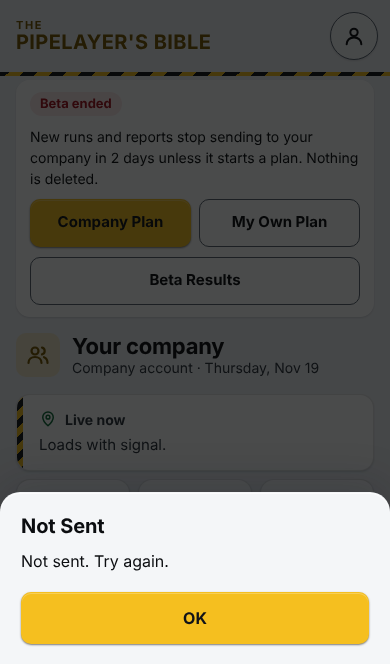 THE
PIPELAYER'S BIBLE
Beta ended
New runs and reports stop sending to your
company in 2 days unless it starts a plan. Nothing
is deleted.
Company Plan
My Own Plan
Beta Results
Your company
Company account · Thursday, Nov 19
Live now
Loads with signal.
Not Sent
Not sent. Try again.
OK